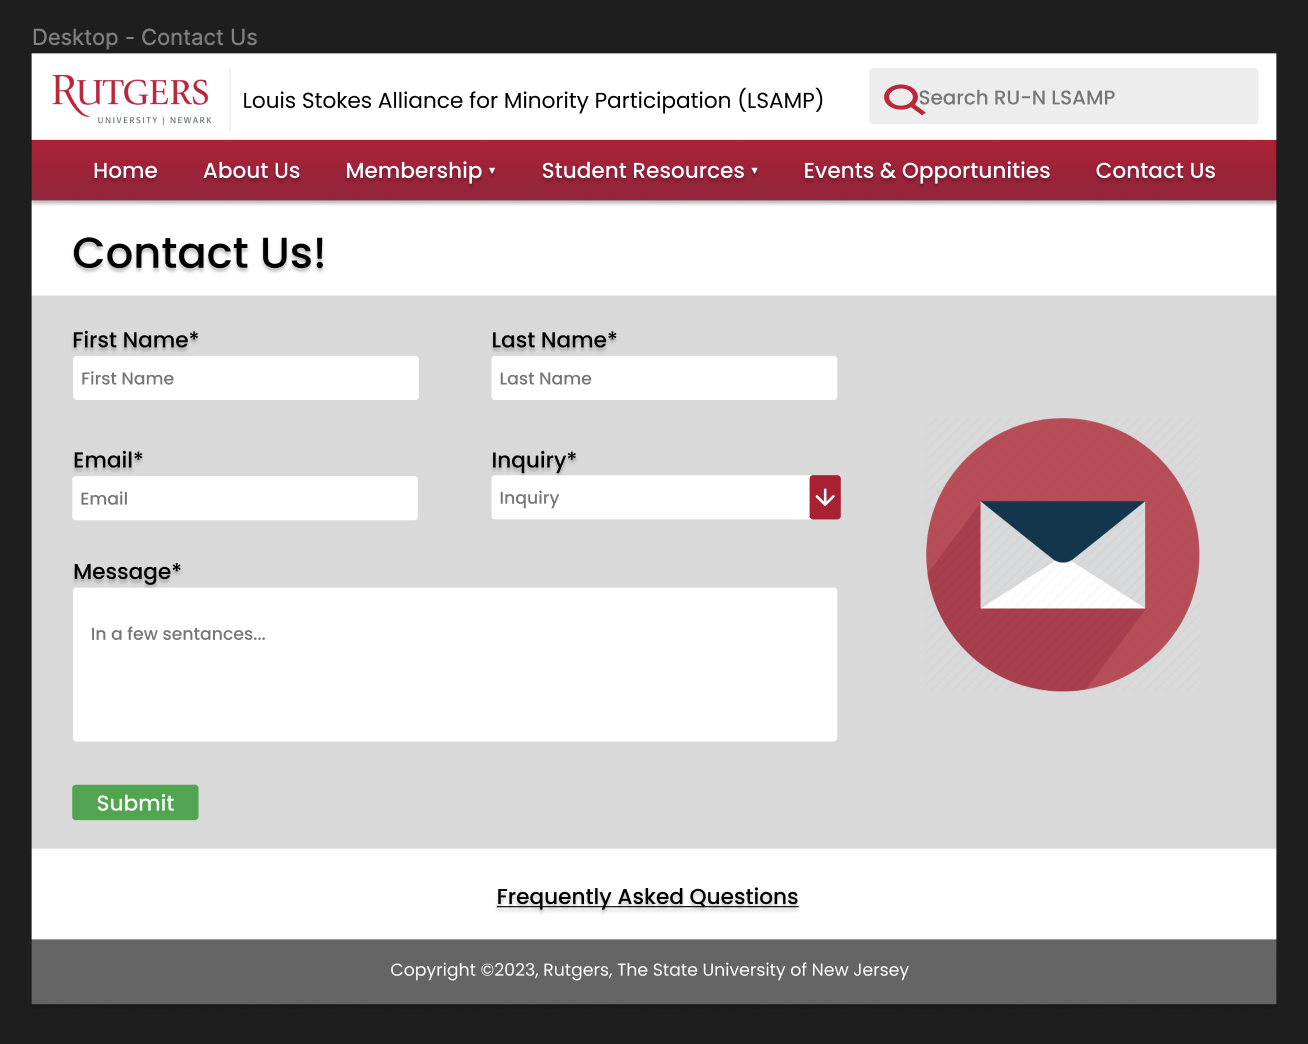 Desktop - Contact Us
RUTGERS
UNIVERSITY | NEWARK
Louis Stokes Alliance for Minority Participation (LSAMP)
Search RU-N LSAMP
Home About Us Membership ▾ Student Resources ▾ Events & Opportunities Contact Us
Contact Us!
First Name* Last Name*
First Name Last Name
Email* Inquiry*
Email Inquiry
Message*
In a few sentances...
Submit
Frequently Asked Questions
Copyright ©2023, Rutgers, The State University of New Jersey